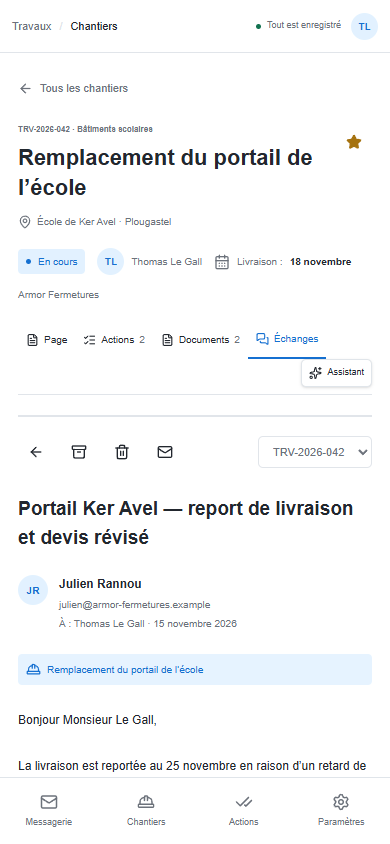 Travaux / Chantiers
Tout est enregistré
TL
Tous les chantiers
TRV-2026-042 · Bâtiments scolaires
Remplacement du portail de
l’école
École de Ker Avel · Plougastel
En cours
TL
Thomas Le Gall
Livraison : 18 novembre
Armor Fermetures
Page
Actions 2
Documents 2
Échanges
Assistant
TRV-2026-042
Portail Ker Avel — report de livraison
et devis révisé
JR
Julien Rannou
julien@armor-fermetures.example
À : Thomas Le Gall · 15 novembre 2026
Remplacement du portail de l’école
Bonjour Monsieur Le Gall,
La livraison est reportée au 25 novembre en raison d’un retard de
Messagerie
Chantiers
Actions
Paramètres